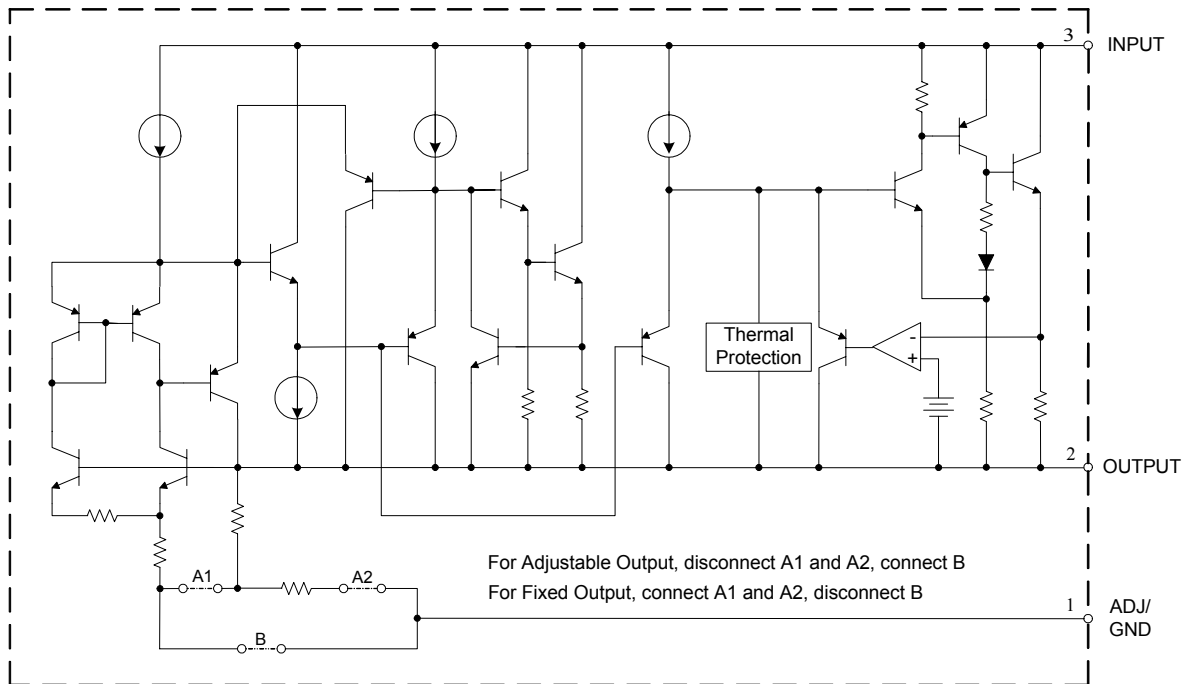 3 INPUT
Thermal
Protection
-
+
2 OUTPUT
For Adjustable Output, disconnect A1 and A2, connect B
A1
A2
For Fixed Output, connect A1 and A2, disconnect B
1 ADJ/
GND
B